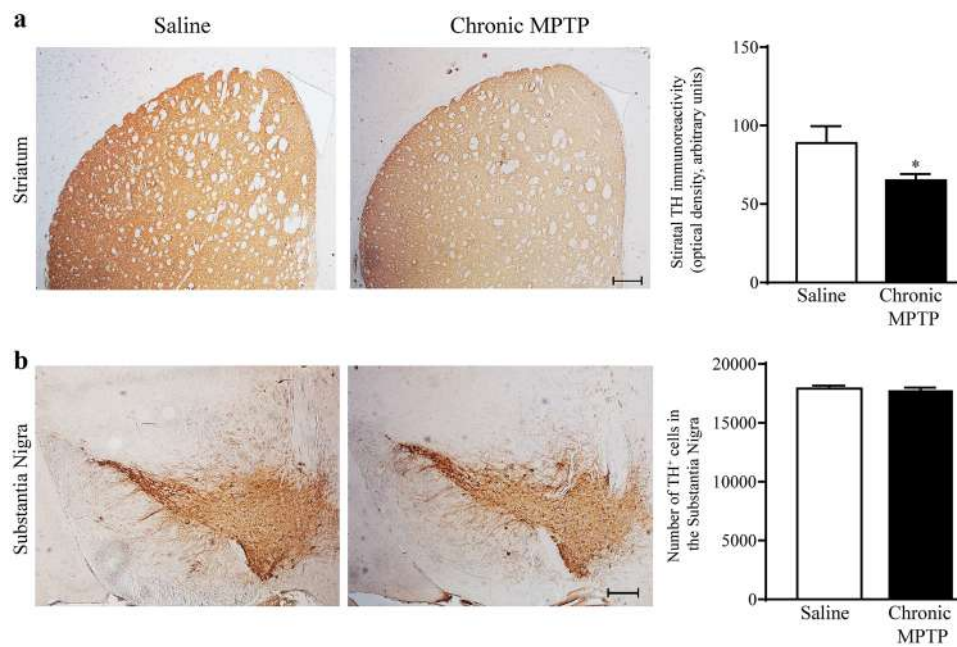 a
Saline
Chronic MPTP
Striatum
Stiratal TH immunoreactivity
(optical density, arbitrary units)
150
100
50
0
*
Saline
Chronic
MPTP
b
Substantia Nigra
Number of TH⁺ cells in
the Substantia Nigra
20000
15000
10000
5000
0
Saline
Chronic
MPTP